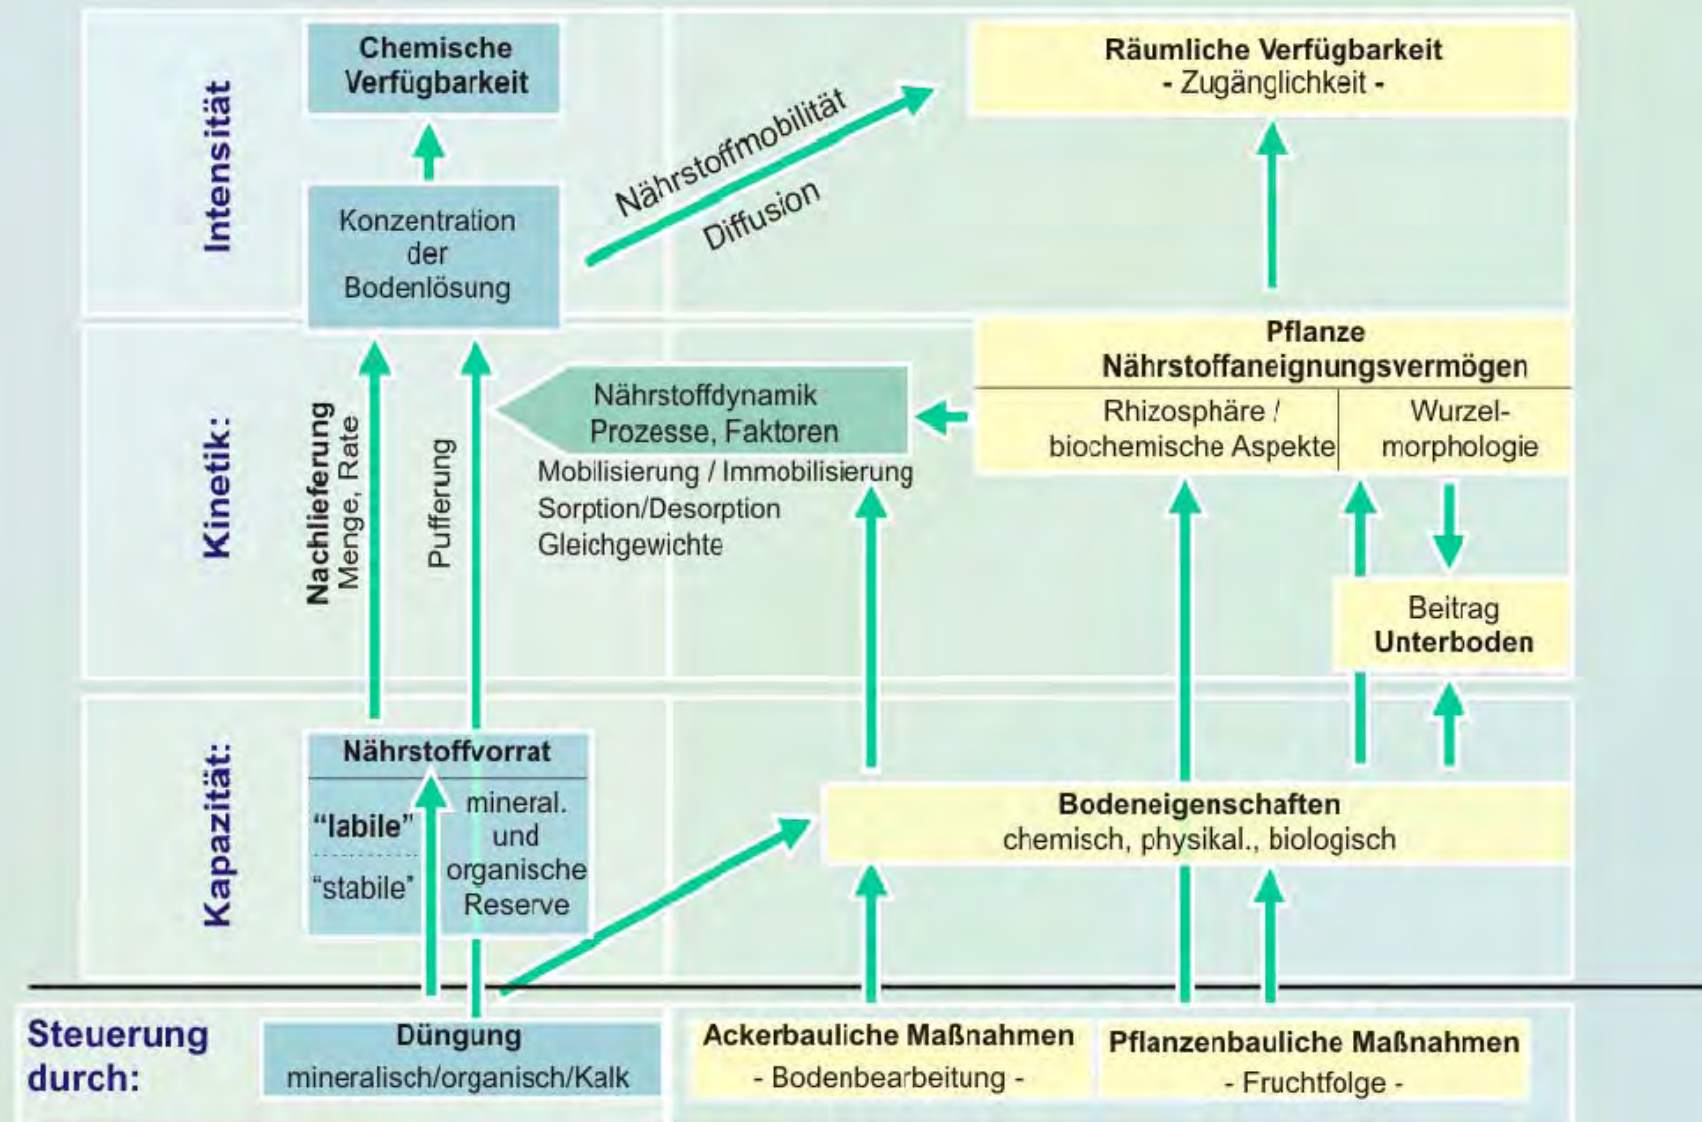 Intensität
Chemische
Verfügbarkeit
Räumliche Verfügbarkeit
- Zugänglichkeit -
Konzentration
der
Bodenlösung
Nährstoffmobilität
Diffusion
Kinetik:
Nachlieferung
Menge, Rate
Pufferung
Nährstoffdynamik
Prozesse, Faktoren
Mobilisierung / Immobilisierung
Sorption/Desorption
Gleichgewichte
Pflanze
Nährstoffaneignungsvermögen
Rhizosphäre /
biochemische Aspekte
Wurzel-
morphologie
Beitrag
Unterboden
Kapazität:
Nährstoffvorrat
“labile”
“stabile”
mineral.
und
organische
Reserve
Bodeneigenschaften
chemisch, physikal., biologisch
Steuerung
durch:
Düngung
mineralisch/organisch/Kalk
Ackerbauliche Maßnahmen
- Bodenbearbeitung -
Pflanzenbauliche Maßnahmen
- Fruchtfolge -